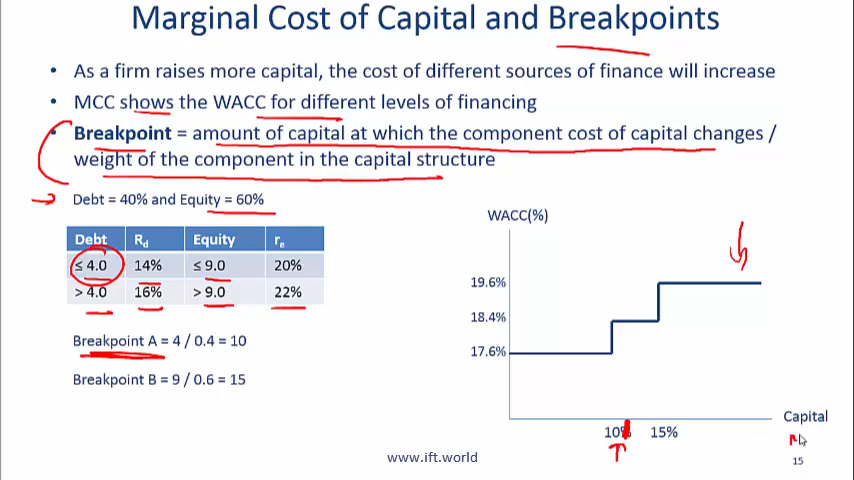 Marginal Cost of Capital and Breakpoints
• As a firm raises more capital, the cost of different sources of finance will increase
• MCC shows the WACC for different levels of financing
• Breakpoint = amount of capital at which the component cost of capital changes /
weight of the component in the capital structure
Debt = 40% and Equity = 60%
Debt Rd Equity re
≤ 4.0 14% ≤ 9.0 20%
> 4.0 16% > 9.0 22%
Breakpoint A = 4 / 0.4 = 10
Breakpoint B = 9 / 0.6 = 15
WACC(%)
19.6%
18.4%
17.6%
10% 15%
Capital
www.ift.world
15